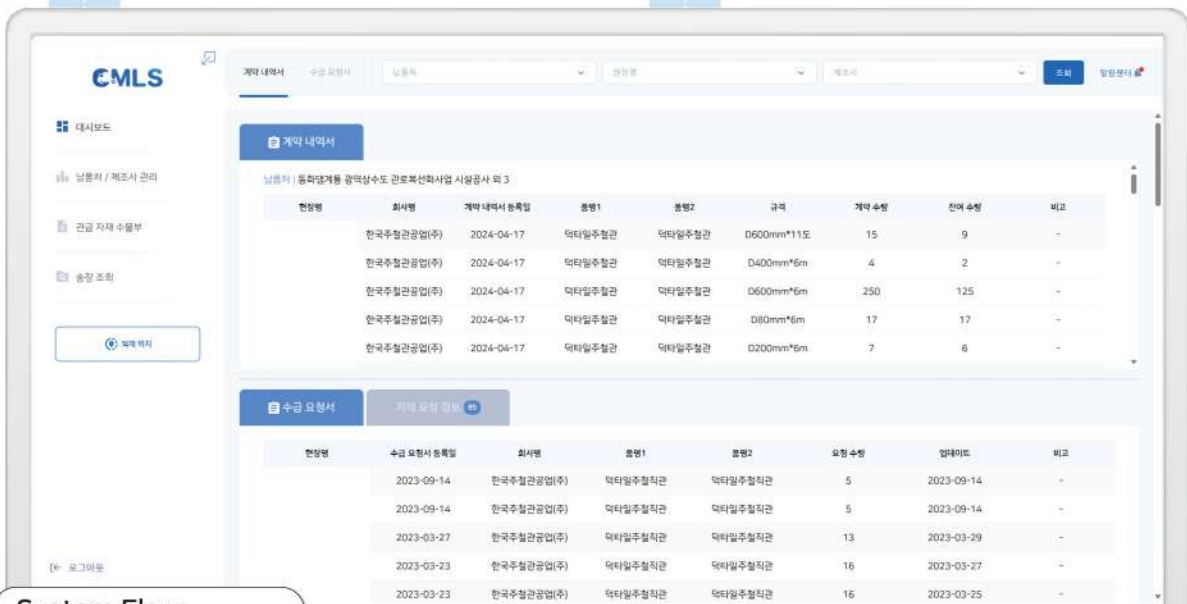 CMLS
계약 내역서 수급 요청서 납품처 현장명 제조사 조회 알림센터
대시보드
납품처 / 제조사 관리
관급 자재 수불부
송장 조회
로그아웃
계약 내역서
납품처 | 동화댐계통 광역상수도 관로복선화사업 시설공사 외 3
현장명 회사명 계약 내역서 등록일 품명1 품명2 규격 계약 수량 잔여 수량 비고
한국주철관공업(주) 2024-04-17 덕타일주철관 덕타일주철관 D600mm*11도 15 9 -
한국주철관공업(주) 2024-04-17 덕타일주철관 덕타일주철관 D400mm*6m 4 2 -
한국주철관공업(주) 2024-04-17 덕타일주철관 덕타일주철관 D600mm*6m 250 125 -
한국주철관공업(주) 2024-04-17 덕타일주철관 덕타일주철관 D80mm*6m 17 17 -
한국주철관공업(주) 2024-04-17 덕타일주철관 덕타일주철관 D200mm*6m 7 6 -
수급 요청서 자재 요청 정보 85
현장명 수급 요청서 등록일 회사명 품명1 품명2 요청 수량 업데이트 비고
2023-09-14 한국주철관공업(주) 덕타일주철직관 덕타일주철직관 5 2023-09-14 -
2023-09-14 한국주철관공업(주) 덕타일주철직관 덕타일주철직관 5 2023-09-14 -
2023-03-27 한국주철관공업(주) 덕타일주철직관 덕타일주철직관 13 2023-03-29 -
2023-03-23 한국주철관공업(주) 덕타일주철직관 덕타일주철직관 16 2023-03-27 -
2023-03-23 한국주철관공업(주) 덕타일주철직관 덕타일주철직관 16 2023-03-25 -